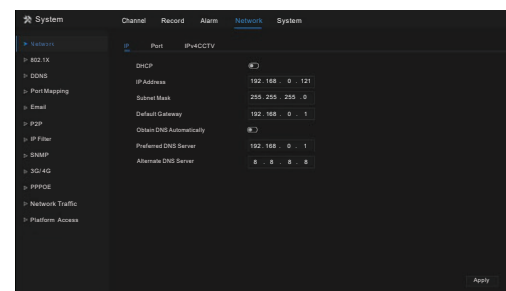 System
Channel Record Alarm Network System
Network
802.1X
DDNS
Port Mapping
Email
P2P
IP Filter
SNMP
3G/4G
PPPOE
Network Traffic
Platform Access
IP Port IPv4CCTV
DHCP
IP Address 192.168 . 0 . 121
Subnet Mask 255.255 . 255 .0
Default Gateway 192.168 . 0 . 1
Obtain DNS Automatically
Preferred DNS Server 192.168 . 0 . 1
Alternate DNS Server 8 . 8 . 8 . 8
Apply